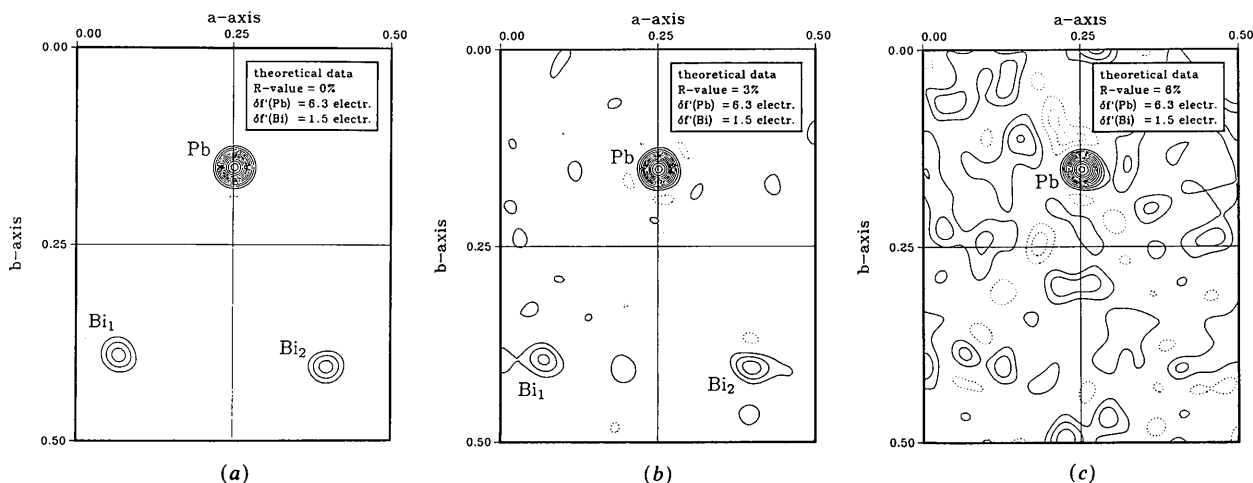 a-axis
0.00 0.25 0.50
0.00
theoretical data
R-value = 0%
δf'(Pb) = 6.3 electr.
δf'(Bi) = 1.5 electr.
Pb
0.25
b-axis
Bi₁
Bi₂
0.50
(a)
a-axis
0.00 0.25 0.50
0.00
theoretical data
R-value = 3%
δf'(Pb) = 6.3 electr.
δf'(Bi) = 1.5 electr.
Pb
0.25
b-axis
Bi₁
Bi₂
0.50
(b)
a-axis
0.00 0.25 0.50
0.00
theoretical data
R-value = 6%
δf'(Pb) = 6.3 electr.
δf'(Bi) = 1.5 electr.
Pb
0.25
b-axis
0.50
(c)